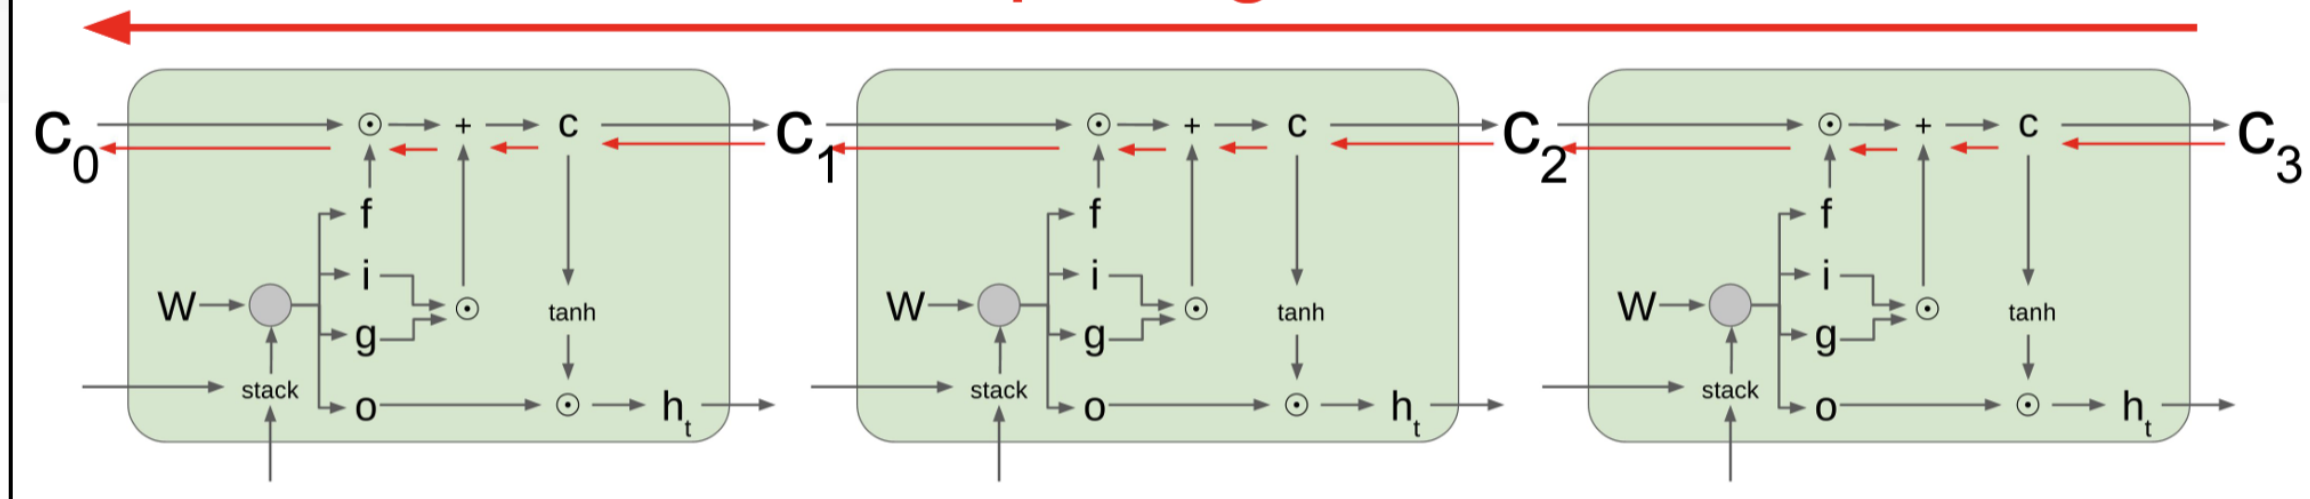 c₀ ⊙ + c c₁ ⊙ + c c₂ ⊙ + c c₃
f f f
i i i
W g ⊙ tanh W g ⊙ tanh W g ⊙ tanh
stack o ⊙ hₜ stack o ⊙ hₜ stack o ⊙ hₜ